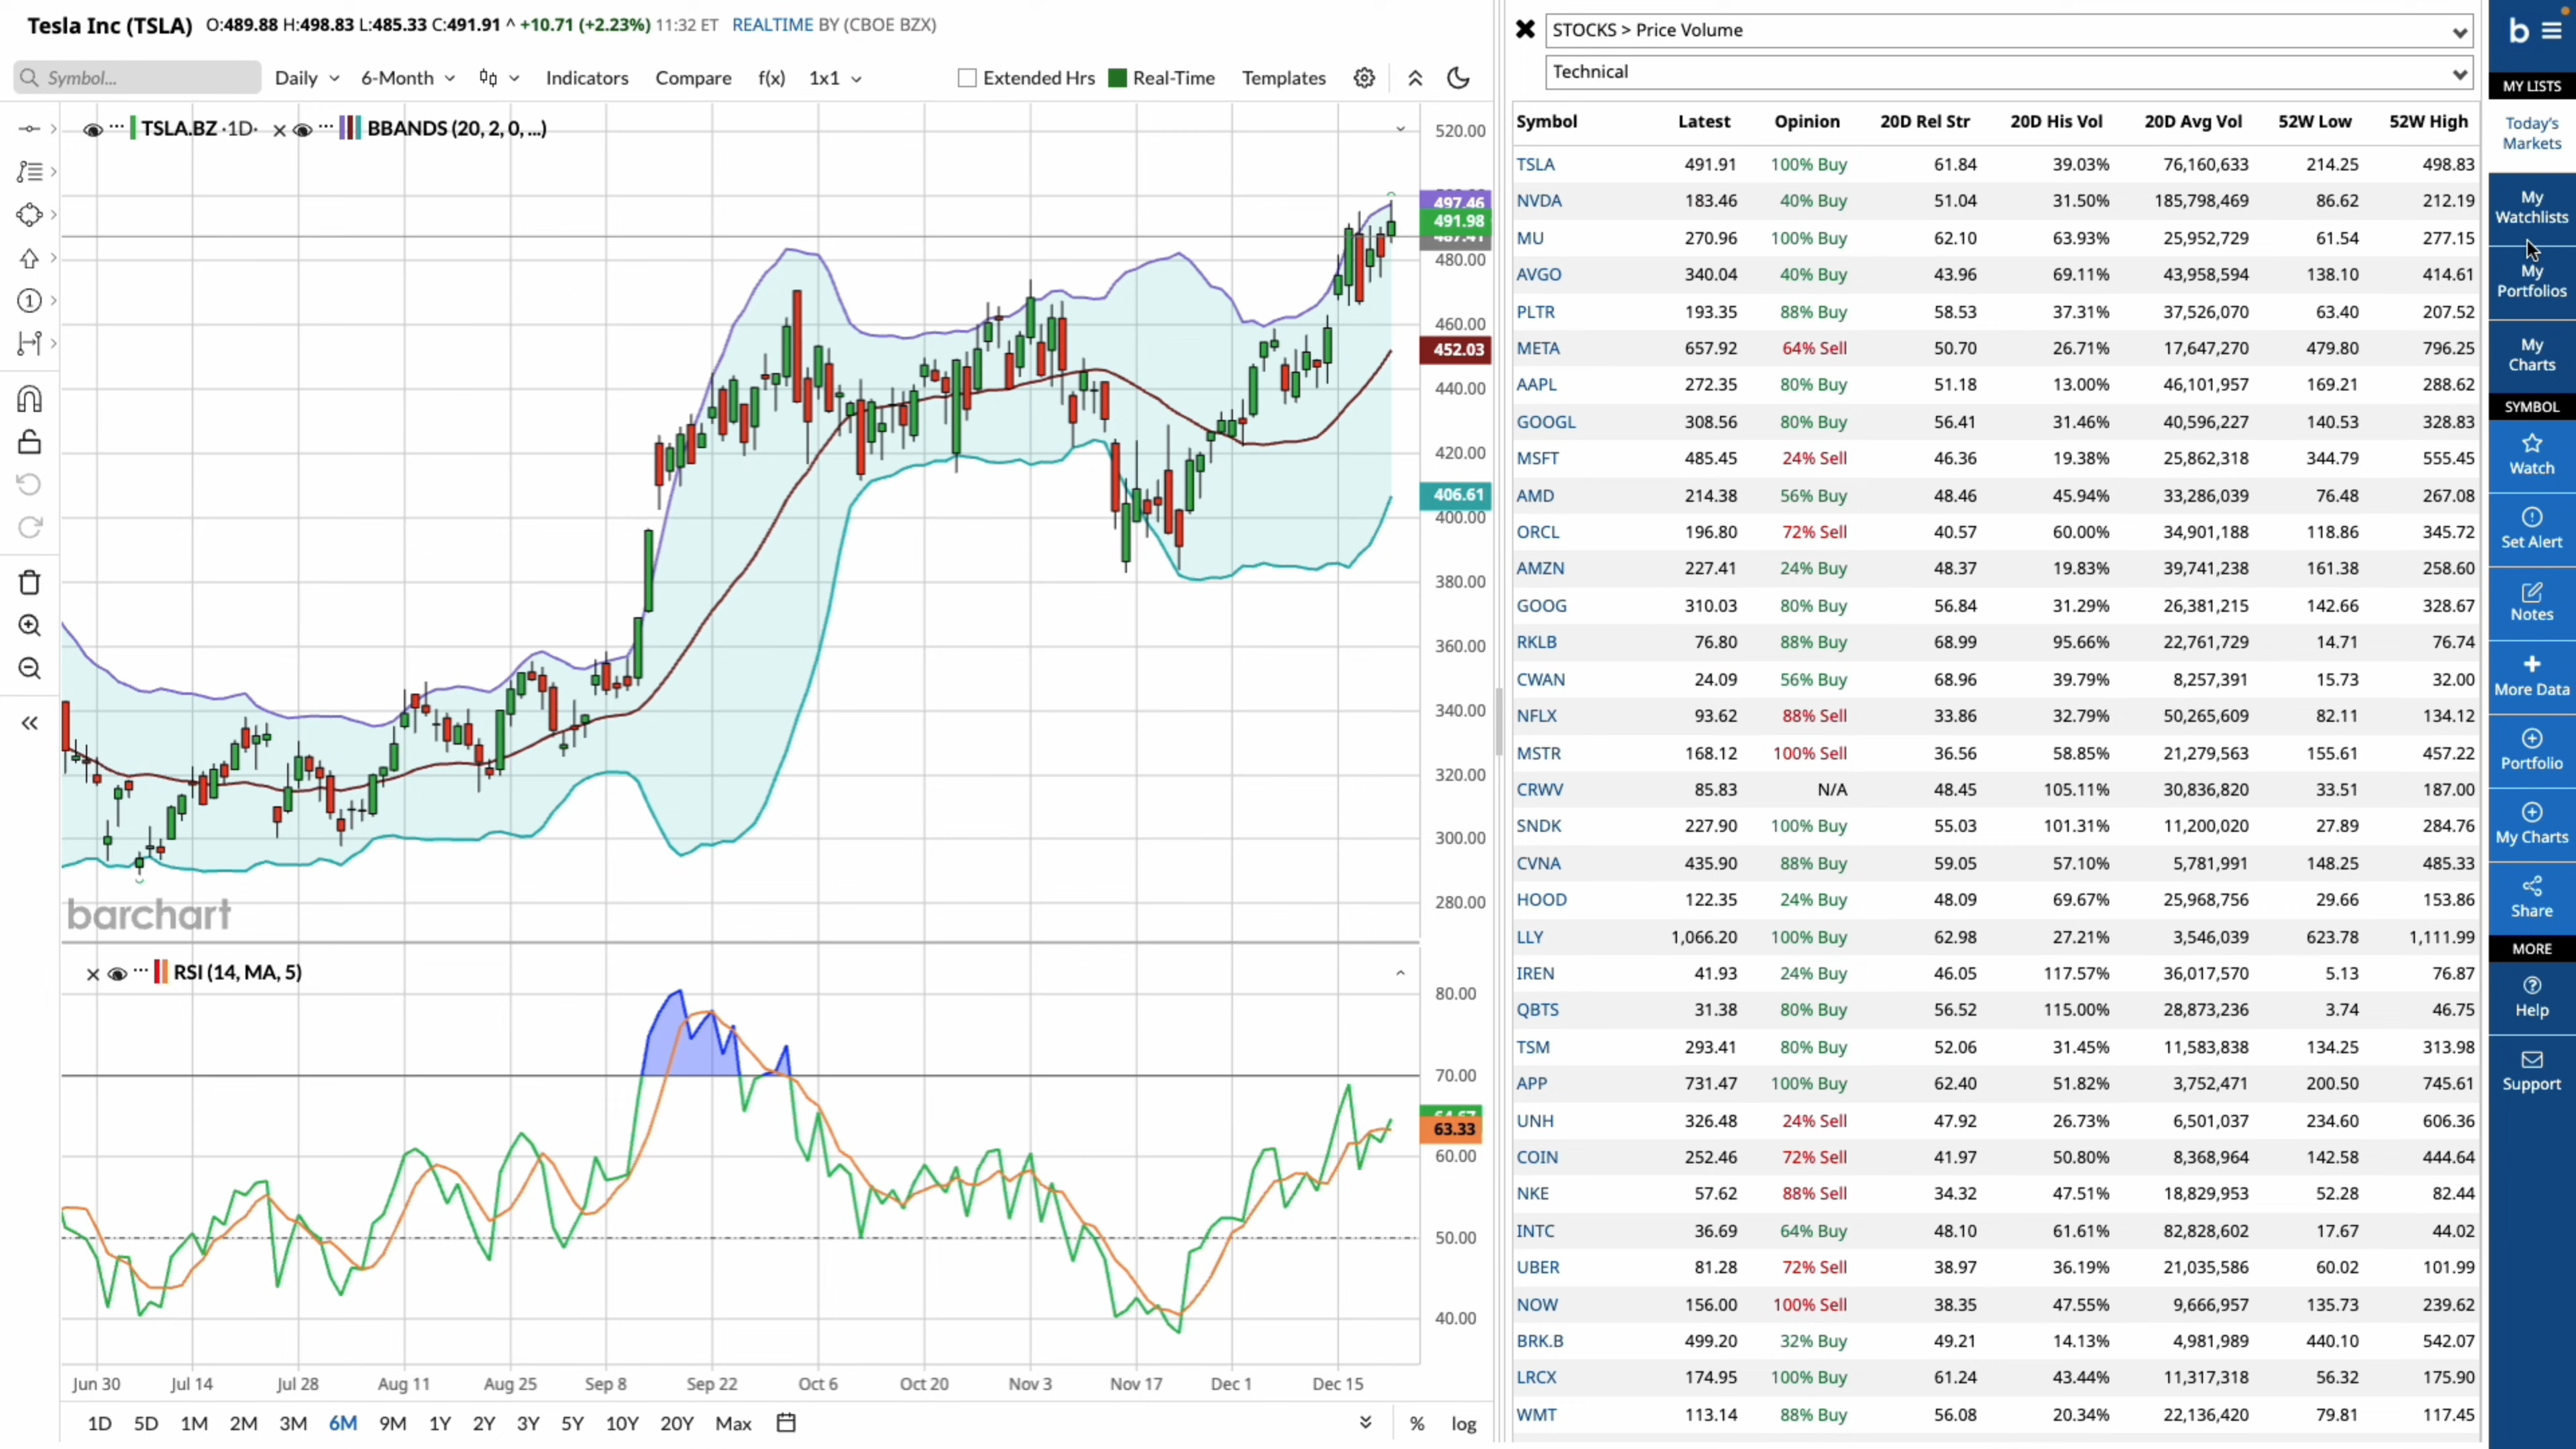 Tesla Inc (TSLA) O:489.88 H:498.83 L:485.33 C:491.91 ^ +10.71 (+2.23%) 11:32 ET REALTIME BY (CBOE BZX)
Symbol... Daily 6-Month Indicators Compare f(x) 1x1 Extended Hrs Real-Time Templates
TSLA.BZ ·1D· BBANDS (20, 2, 0, ...)
520.00
497.46
491.98
487.41
480.00
460.00
452.03
440.00
420.00
406.61
400.00
380.00
360.00
340.00
320.00
300.00
280.00
barchart
RSI (14, MA, 5)
80.00
70.00
64.67
63.33
60.00
50.00
40.00
Jun 30 Jul 14 Jul 28 Aug 11 Aug 25 Sep 8 Sep 22 Oct 6 Oct 20 Nov 3 Nov 17 Dec 1 Dec 15
1D 5D 1M 2M 3M 6M 9M 1Y 2Y 3Y 5Y 10Y 20Y Max % log
STOCKS > Price Volume
Technical
Symbol Latest Opinion 20D Rel Str 20D His Vol 20D Avg Vol 52W Low 52W High
TSLA 491.91 100% Buy 61.84 39.03% 76,160,633 214.25 498.83
NVDA 183.46 40% Buy 51.04 31.50% 185,798,469 86.62 212.19
MU 270.96 100% Buy 62.10 63.93% 25,952,729 61.54 277.15
AVGO 340.04 40% Buy 43.96 69.11% 43,958,594 138.10 414.61
PLTR 193.35 88% Buy 58.53 37.31% 37,526,070 63.40 207.52
META 657.92 64% Sell 50.70 26.71% 17,647,270 479.80 796.25
AAPL 272.35 80% Buy 51.18 13.00% 46,101,957 169.21 288.62
GOOGL 308.56 80% Buy 56.41 31.46% 40,596,227 140.53 328.83
MSFT 485.45 24% Sell 46.36 19.38% 25,862,318 344.79 555.45
AMD 214.38 56% Buy 48.46 45.94% 33,286,039 76.48 267.08
ORCL 196.80 72% Sell 40.57 60.00% 34,901,188 118.86 345.72
AMZN 227.41 24% Buy 48.37 19.83% 39,741,238 161.38 258.60
GOOG 310.03 80% Buy 56.84 31.29% 26,381,215 142.66 328.67
RKLB 76.80 88% Buy 68.99 95.66% 22,761,729 14.71 76.74
CWAN 24.09 56% Buy 68.96 39.79% 8,257,391 15.73 32.00
NFLX 93.62 88% Sell 33.86 32.79% 50,265,609 82.11 134.12
MSTR 168.12 100% Sell 36.56 58.85% 21,279,563 155.61 457.22
CRWV 85.83 N/A 48.45 105.11% 30,836,820 33.51 187.00
SNDK 227.90 100% Buy 55.03 101.31% 11,200,020 27.89 284.76
CVNA 435.90 88% Buy 59.05 57.10% 5,781,991 148.25 485.33
HOOD 122.35 24% Buy 48.09 69.67% 25,968,756 29.66 153.86
LLY 1,066.20 100% Buy 62.98 27.21% 3,546,039 623.78 1,111.99
IREN 41.93 24% Buy 46.05 117.57% 36,017,570 5.13 76.87
QBTS 31.38 80% Buy 56.52 115.00% 28,873,236 3.74 46.75
TSM 293.41 80% Buy 52.06 31.45% 11,583,838 134.25 313.98
APP 731.47 100% Buy 62.40 51.82% 3,752,471 200.50 745.61
UNH 326.48 24% Sell 47.92 26.73% 6,501,037 234.60 606.36
COIN 252.46 72% Sell 41.97 50.80% 8,368,964 142.58 444.64
NKE 57.62 88% Sell 34.32 47.51% 18,829,953 52.28 82.44
INTC 36.69 64% Buy 48.10 61.61% 82,828,602 17.67 44.02
UBER 81.28 72% Sell 38.97 36.19% 21,035,586 60.02 101.99
NOW 156.00 100% Sell 38.35 47.55% 9,666,957 135.73 239.62
BRK.B 499.20 32% Buy 49.21 14.13% 4,981,989 440.10 542.07
LRCX 174.95 100% Buy 61.24 43.44% 11,317,318 56.32 175.90
WMT 113.14 88% Buy 56.08 20.34% 22,136,420 79.81 117.45
b
MY LISTS
Today's
Markets
My
Watchlists
My
Portfolios
My
Charts
SYMBOL
Watch
Set Alert
Notes
More Data
Portfolio
My Charts
Share
MORE
Help
Support